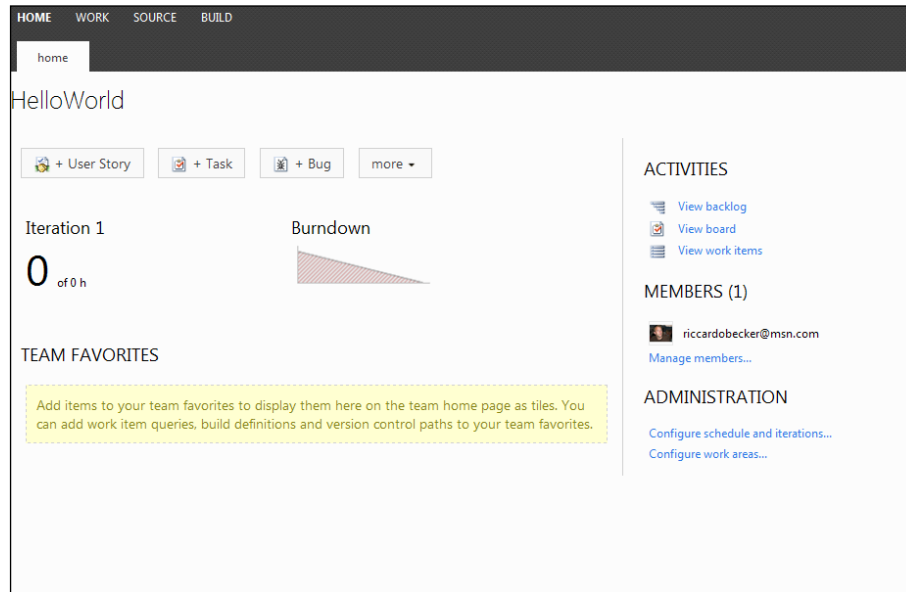 HOME WORK SOURCE BUILD
home
HelloWorld
+ User Story + Task + Bug more
Iteration 1
0 of 0 h
Burndown
TEAM FAVORITES
Add items to your team favorites to display them here on the team home page as tiles. You
can add work item queries, build definitions and version control paths to your team favorites.
ACTIVITIES
View backlog
View board
View work items
MEMBERS (1)
riccardobecker@msn.com
Manage members...
ADMINISTRATION
Configure schedule and iterations...
Configure work areas...